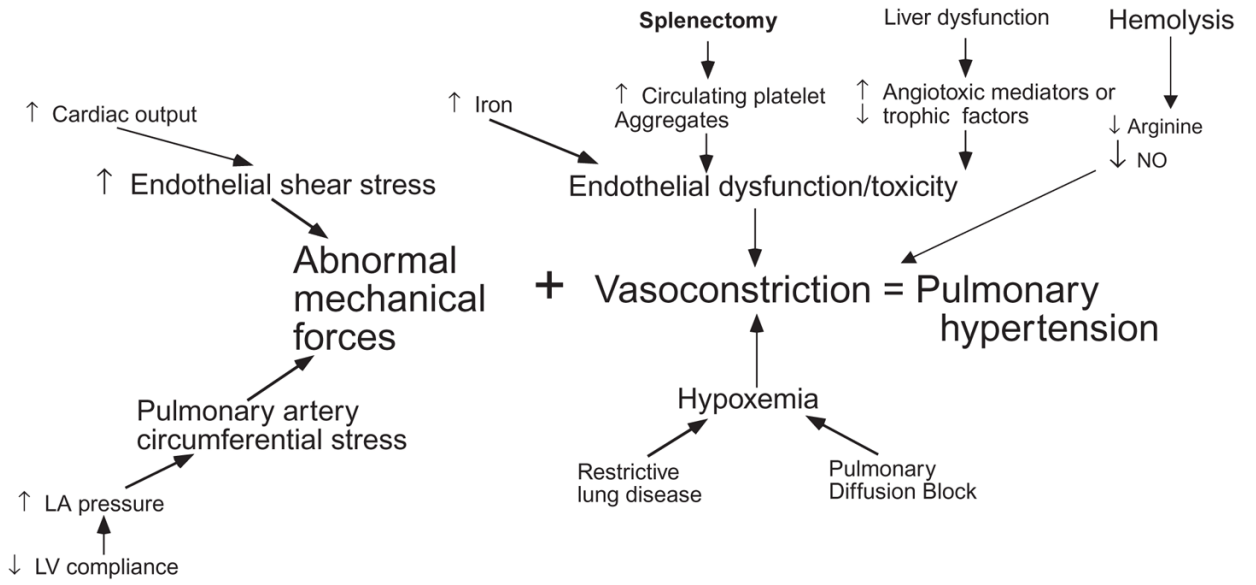 Splenectomy
Liver dysfunction
Hemolysis
↑ Cardiac output
↑ Iron
↑ Circulating platelet
Aggregates
↑ Angiotoxic mediators or
↓ trophic factors
↓ Arginine
↓ NO
↑ Endothelial shear stress
Endothelial dysfunction/toxicity
Abnormal
mechanical
forces
+ Vasoconstriction = Pulmonary
hypertension
Pulmonary artery
circumferential stress
Hypoxemia
Restrictive
lung disease
Pulmonary
Diffusion Block
↑ LA pressure
↓ LV compliance